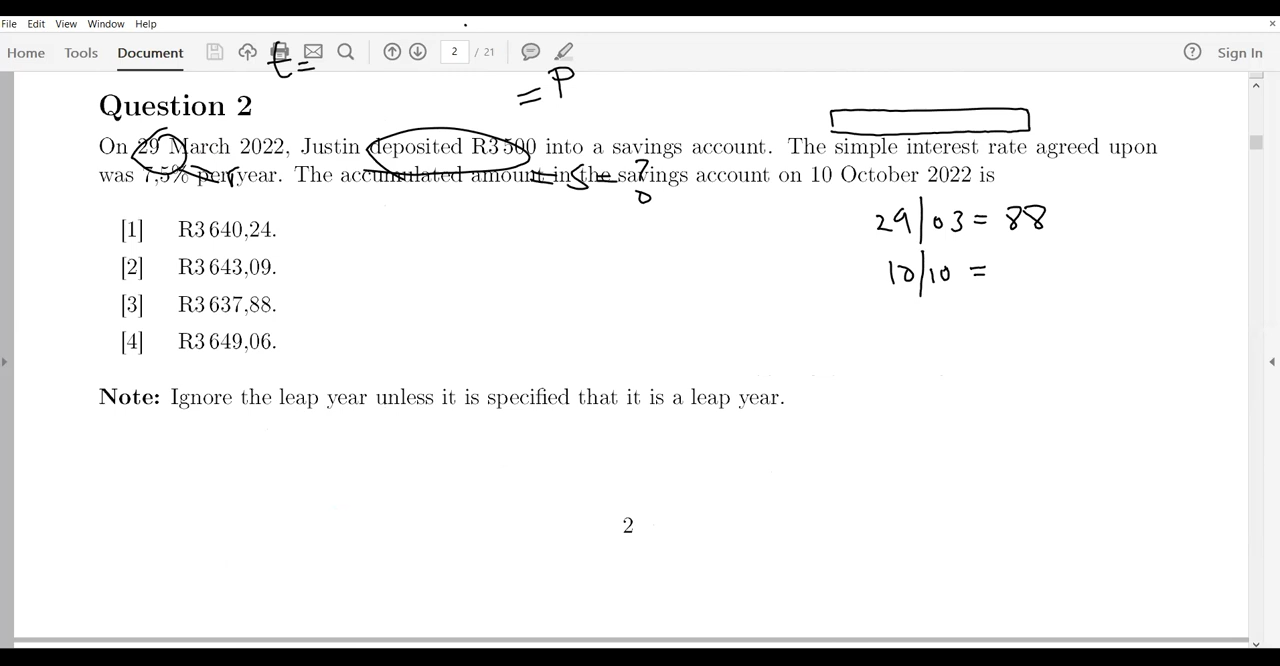 File Edit View Window Help
Home Tools Document 2 / 21 Sign In
t=
= P
Question 2
On 29 March 2022, Justin deposited R3 500 into a savings account. The simple interest rate agreed upon
was 7,5% per year. The accumulated amount in the savings account on 10 October 2022 is
= r
= S = ?
29/03 = 88
10/10 =
[1] R3 640,24.
[2] R3 643,09.
[3] R3 637,88.
[4] R3 649,06.
Note: Ignore the leap year unless it is specified that it is a leap year.
2